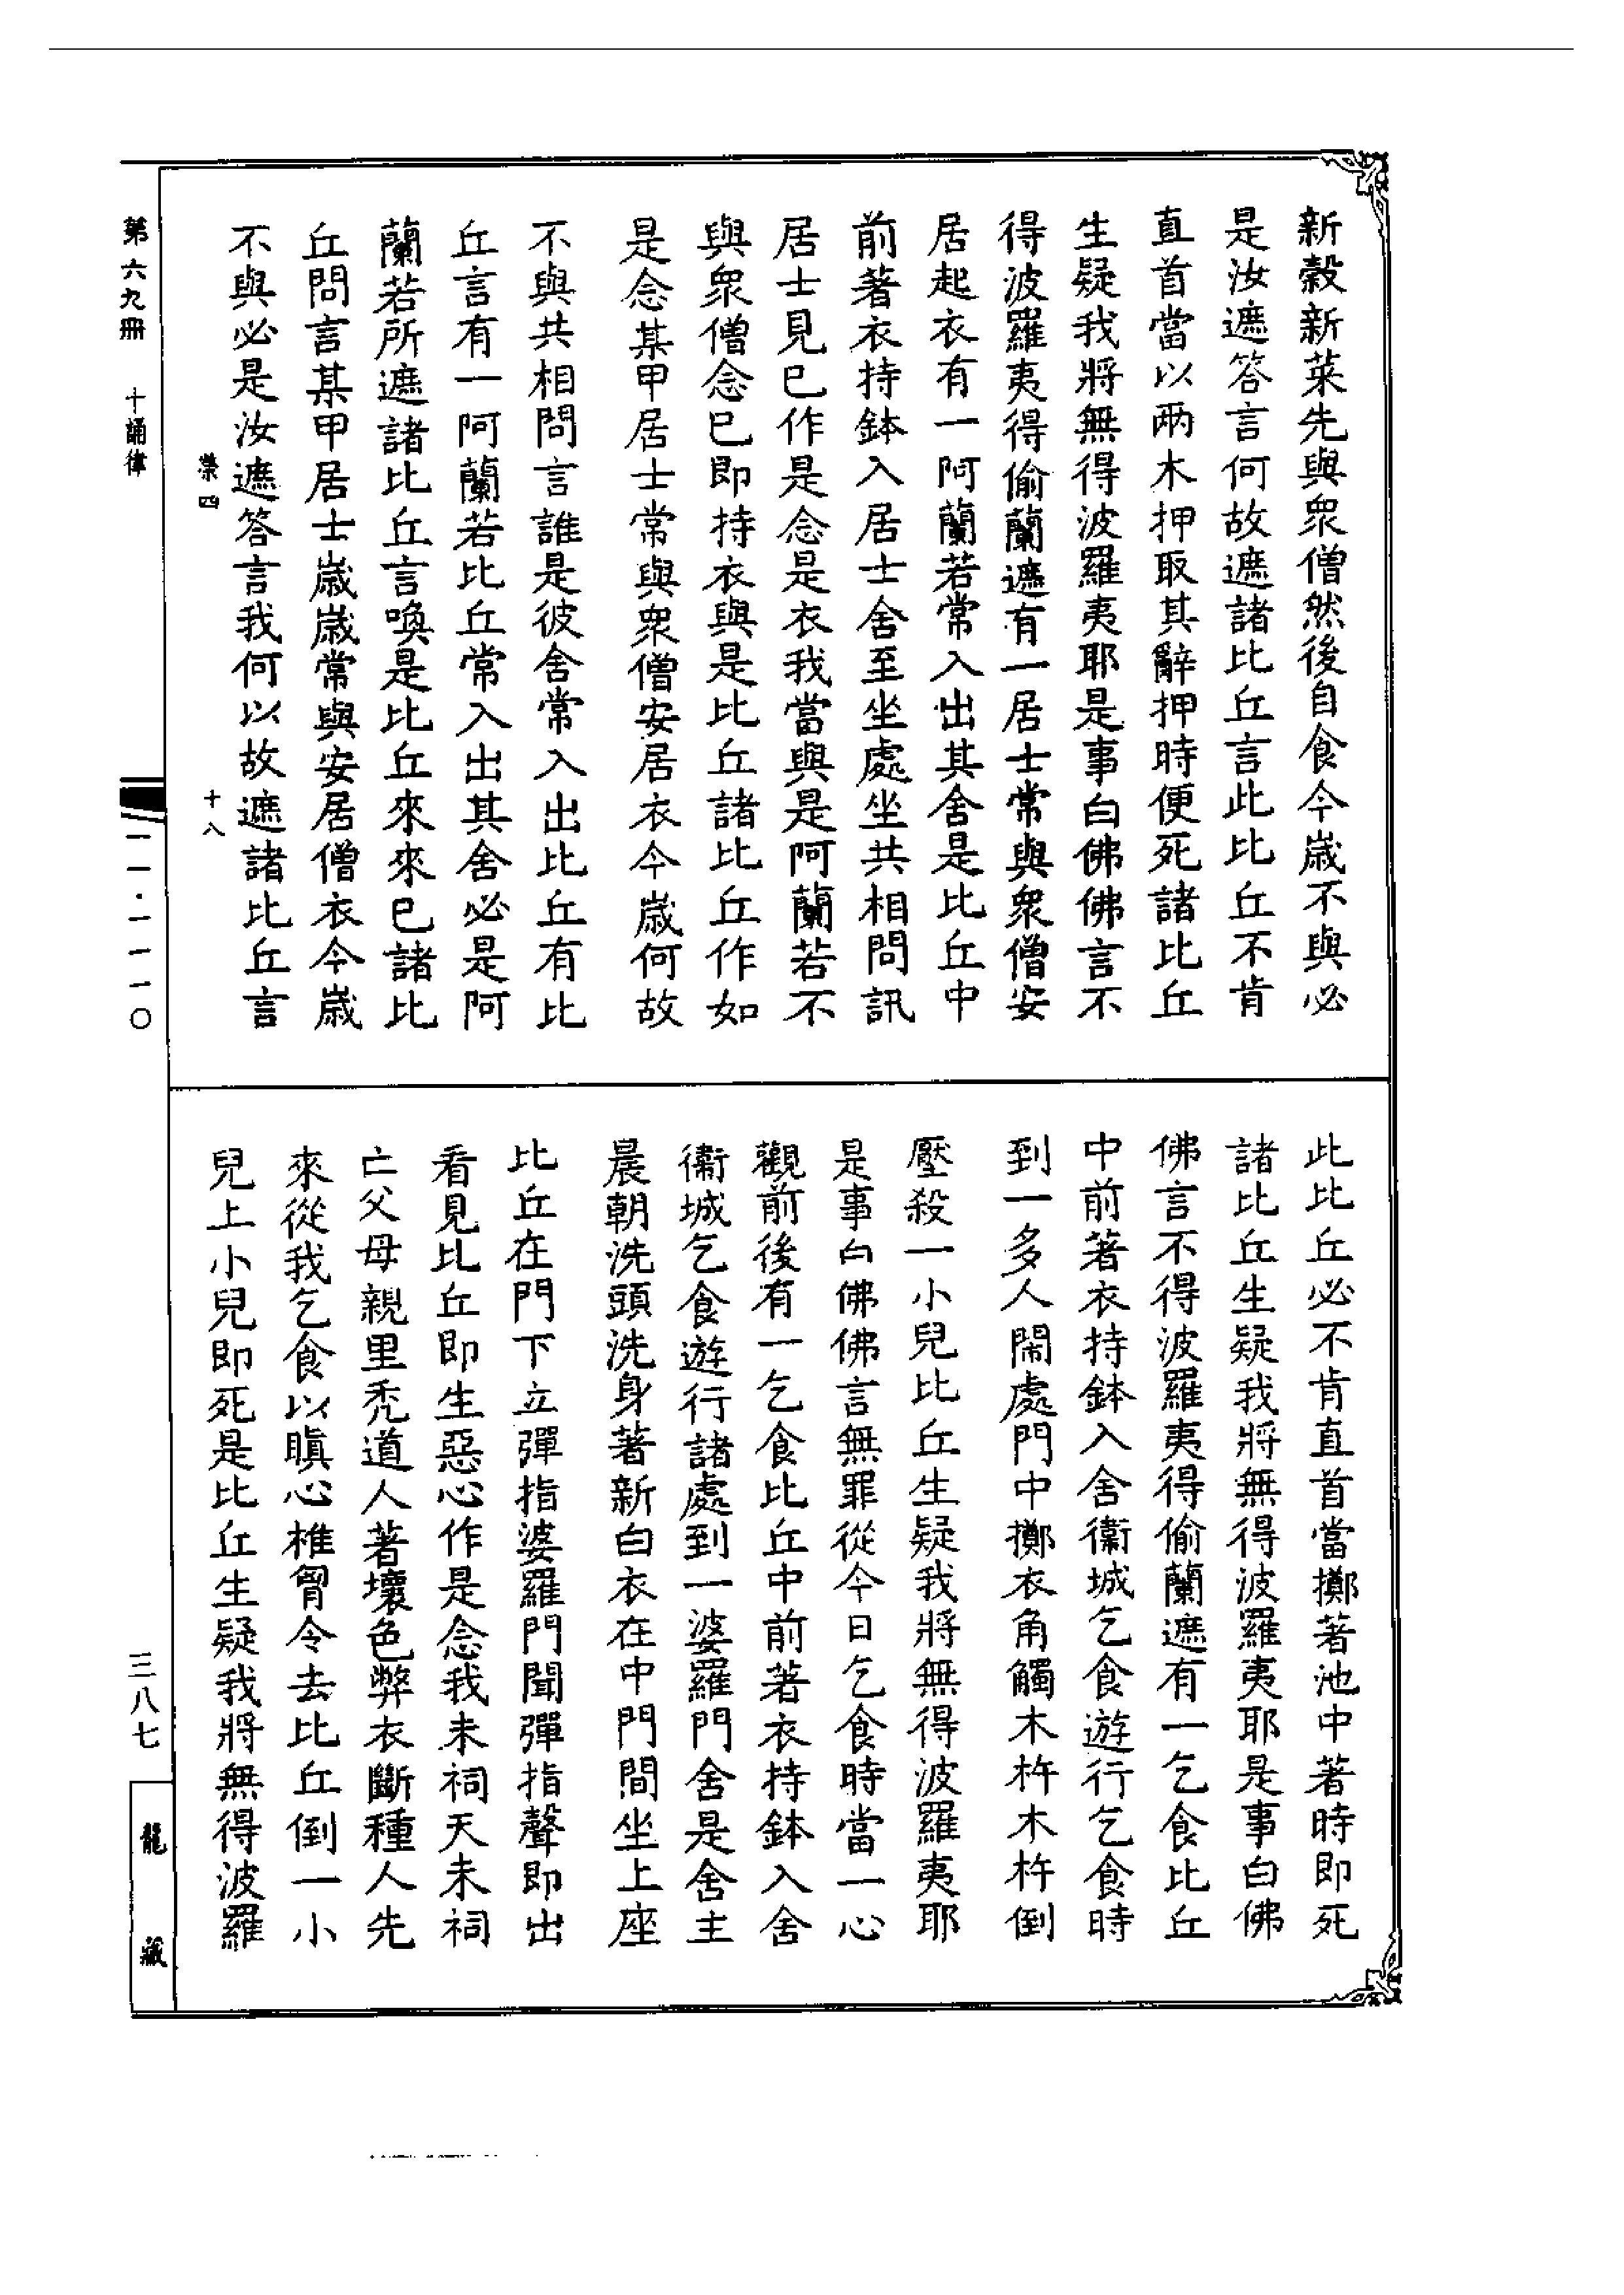 新穀新菜先與眾僧然後自食今歲不與必
是汝遮答言何故遮諸比丘言此比丘不肯
直首當以兩木押取其辭押時便死諸比丘
生疑我將無得波羅夷耶是事白佛佛言不
得波羅夷得偷蘭遮有一居士常與眾僧安
居起衣有一阿蘭若常入出其舍是比丘中
前著衣持鉢入居士舍至坐處坐共相問訊
居士見已作是念是衣我當與是阿蘭若不
與眾僧念已即持衣與是比丘諸比丘作如
是念某甲居士常與眾僧安居衣今歲何故
不與共相問言誰是彼舍常入出比丘有比
丘言有一阿蘭若比丘常入出其舍必是阿
蘭若所遮諸比丘言喚是比丘來來已諸比
丘問言某甲居士歲歲常與安居僧衣今歲
不與必是汝遮答言我何以故遮諸比丘言
榮四
十八
此比丘必不肯直首當擲著池中著時即死
諸比丘生疑我將無得波羅夷耶是事白佛
佛言不得波羅夷得偷蘭遮有一乞食比丘
中前著衣持鉢入舍衛城乞食遊行乞食時
到一多人鬧處門中擲衣角觸木杵木杵倒
壓殺一小兒比丘生疑我將無得波羅夷耶
是事白佛佛言無罪從今日乞食時當一心
觀前後有一乞食比丘中前著衣持鉢入舍
衛城乞食遊行諸處到一婆羅門舍是舍主
晨朝洗頭洗身著新白衣在中門間坐上座
比丘在門下立彈指婆羅門聞彈指聲即出
看見比丘即生惡心作是念我未祠天未祠
亡父母親里禿道人著壞色弊衣斷種人先
來從我乞食以瞋心椎胷令去比丘倒一小
兒上小兒即死是比丘生疑我將無得波羅
第六九冊
十誦律
一一·一一一〇
三八七
龍藏